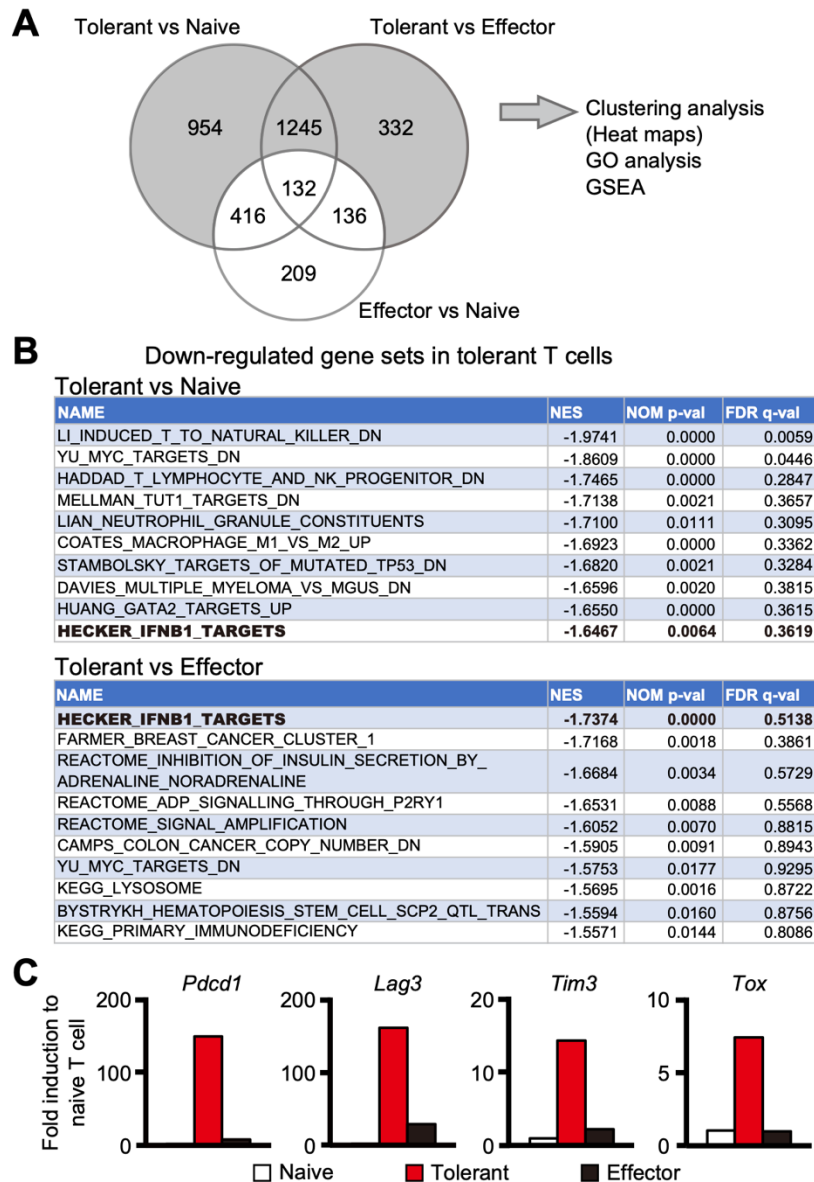 A
Tolerant vs Naive
Tolerant vs Effector
954
1245
332
132
416
136
209
Effector vs Naive
Clustering analysis
(Heat maps)
GO analysis
GSEA
B
Down-regulated gene sets in tolerant T cells
Tolerant vs Naive
NAME NES NOM p-val FDR q-val
LI_INDUCED_T_TO_NATURAL_KILLER_DN -1.9741 0.0000 0.0059
YU_MYC_TARGETS_DN -1.8609 0.0000 0.0446
HADDAD_T_LYMPHOCYTE_AND_NK_PROGENITOR_DN -1.7465 0.0000 0.2847
MELLMAN_TUT1_TARGETS_DN -1.7138 0.0021 0.3657
LIAN_NEUTROPHIL_GRANULE_CONSTITUENTS -1.7100 0.0111 0.3095
COATES_MACROPHAGE_M1_VS_M2_UP -1.6923 0.0000 0.3362
STAMBOLSKY_TARGETS_OF_MUTATED_TP53_DN -1.6820 0.0021 0.3284
DAVIES_MULTIPLE_MYELOMA_VS_MGUS_DN -1.6596 0.0020 0.3815
HUANG_GATA2_TARGETS_UP -1.6550 0.0000 0.3615
HECKER_IFNB1_TARGETS -1.6467 0.0064 0.3619
Tolerant vs Effector
NAME NES NOM p-val FDR q-val
HECKER_IFNB1_TARGETS -1.7374 0.0000 0.5138
FARMER_BREAST_CANCER_CLUSTER_1 -1.7168 0.0018 0.3861
REACTOME_INHIBITION_OF_INSULIN_SECRETION_BY_
ADRENALINE_NORADRENALINE -1.6684 0.0034 0.5729
REACTOME_ADP_SIGNALLING_THROUGH_P2RY1 -1.6531 0.0088 0.5568
REACTOME_SIGNAL_AMPLIFICATION -1.6052 0.0070 0.8815
CAMPS_COLON_CANCER_COPY_NUMBER_DN -1.5905 0.0091 0.8943
YU_MYC_TARGETS_DN -1.5753 0.0177 0.9295
KEGG_LYSOSOME -1.5695 0.0016 0.8722
BYSTRYKH_HEMATOPOIESIS_STEM_CELL_SCP2_QTL_TRANS -1.5594 0.0160 0.8756
KEGG_PRIMARY_IMMUNODEFICIENCY -1.5571 0.0144 0.8086
C
Fold induction to
naive T cell
Pdcd1
200
100
0
Lag3
200
100
0
Tim3
20
10
0
Tox
10
5
0
Naive Tolerant Effector